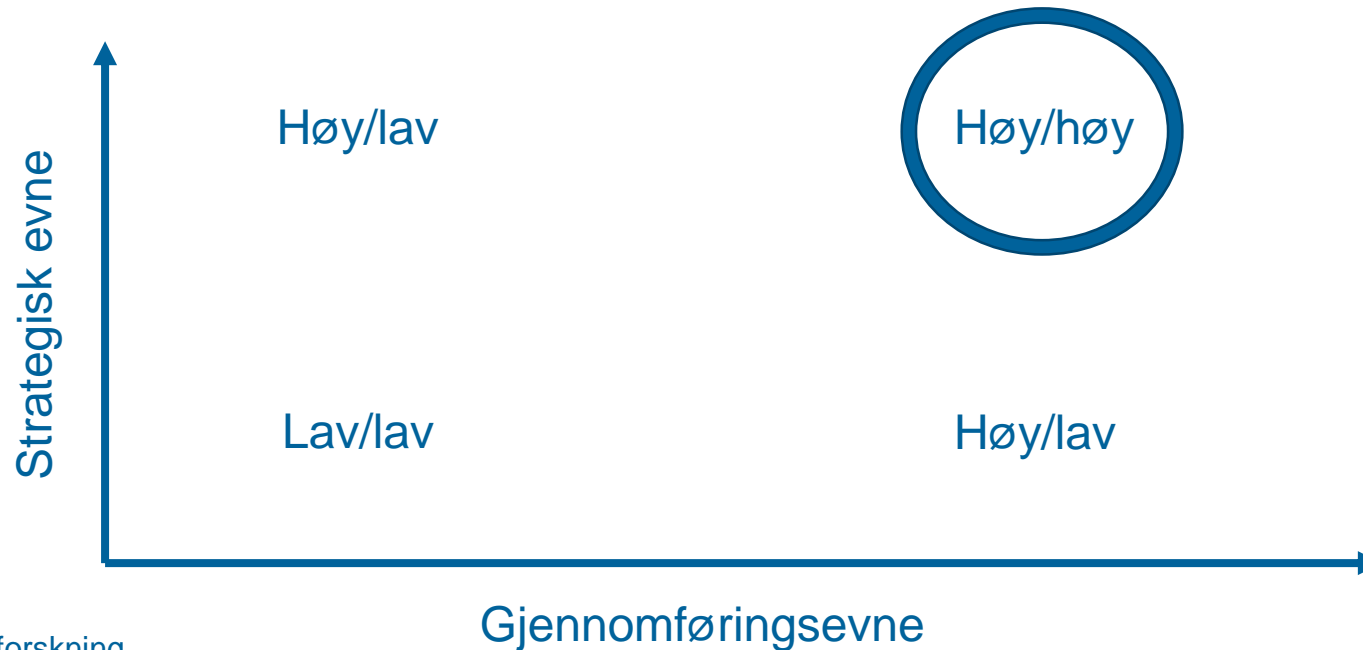 Høy/lav
Høy/høy
Strategisk evne
Lav/lav
Høy/lav
Gjennomføringsevne
forskning